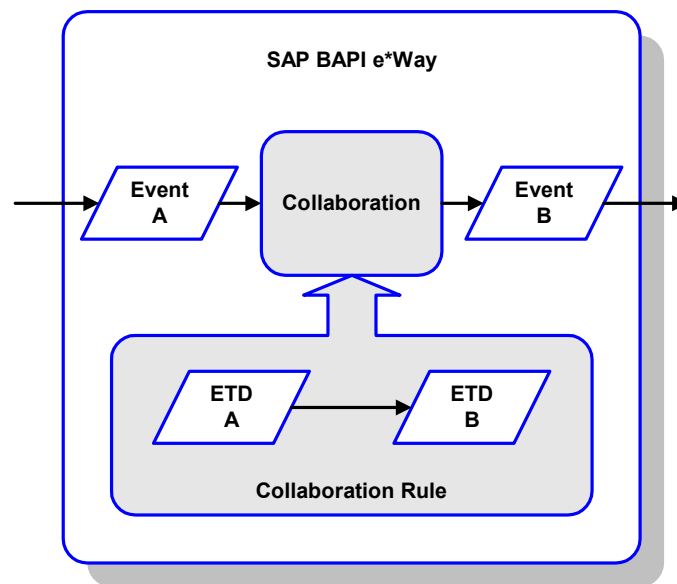 SAP BAPI e*Way
Event
A
Collaboration
Event
B
ETD
A
ETD
B
Collaboration Rule